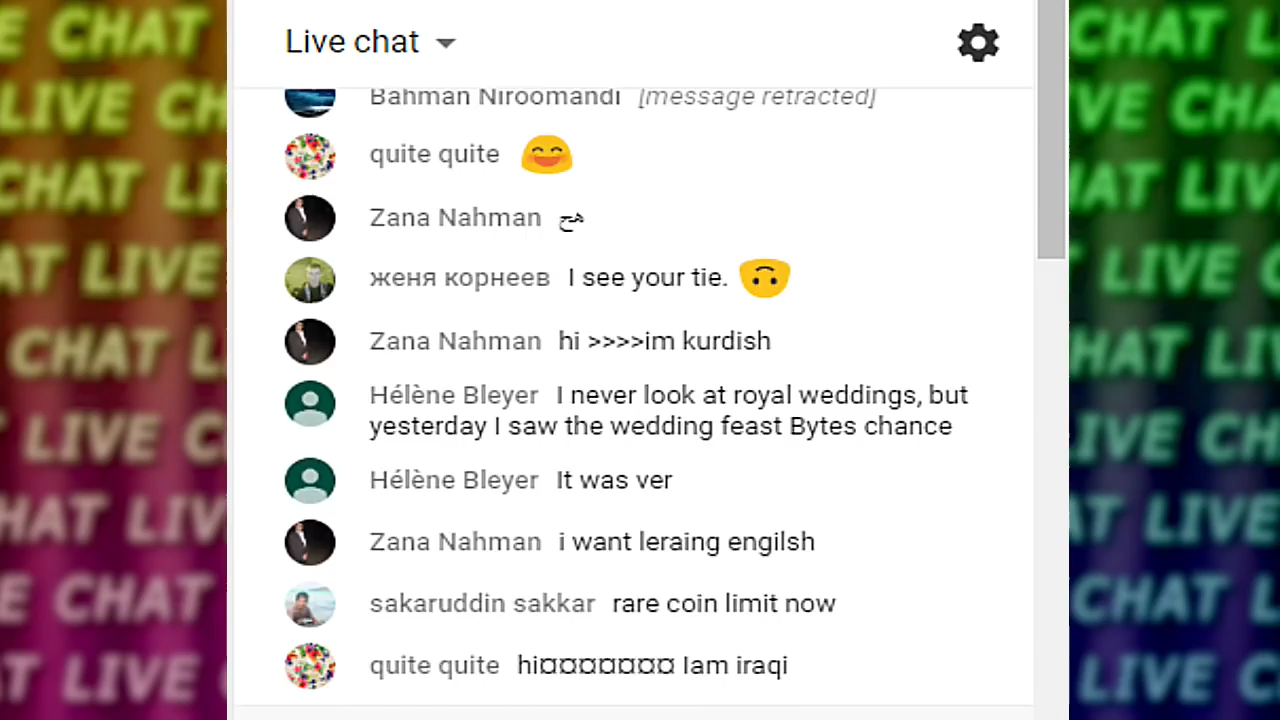 Live chat
Bahman Niroomandi [message retracted]
quite quite 😄
Zana Nahman
женя корнеев I see your tie. 🙃
Zana Nahman hi >>>>im kurdish
Hélène Bleyer I never look at royal weddings, but
yesterday I saw the wedding feast Bytes chance
Hélène Bleyer It was ver
Zana Nahman i want leraing engilsh
sakaruddin sakkar rare coin limit now
quite quite hi¤¤¤¤¤¤¤ Iam iraqi